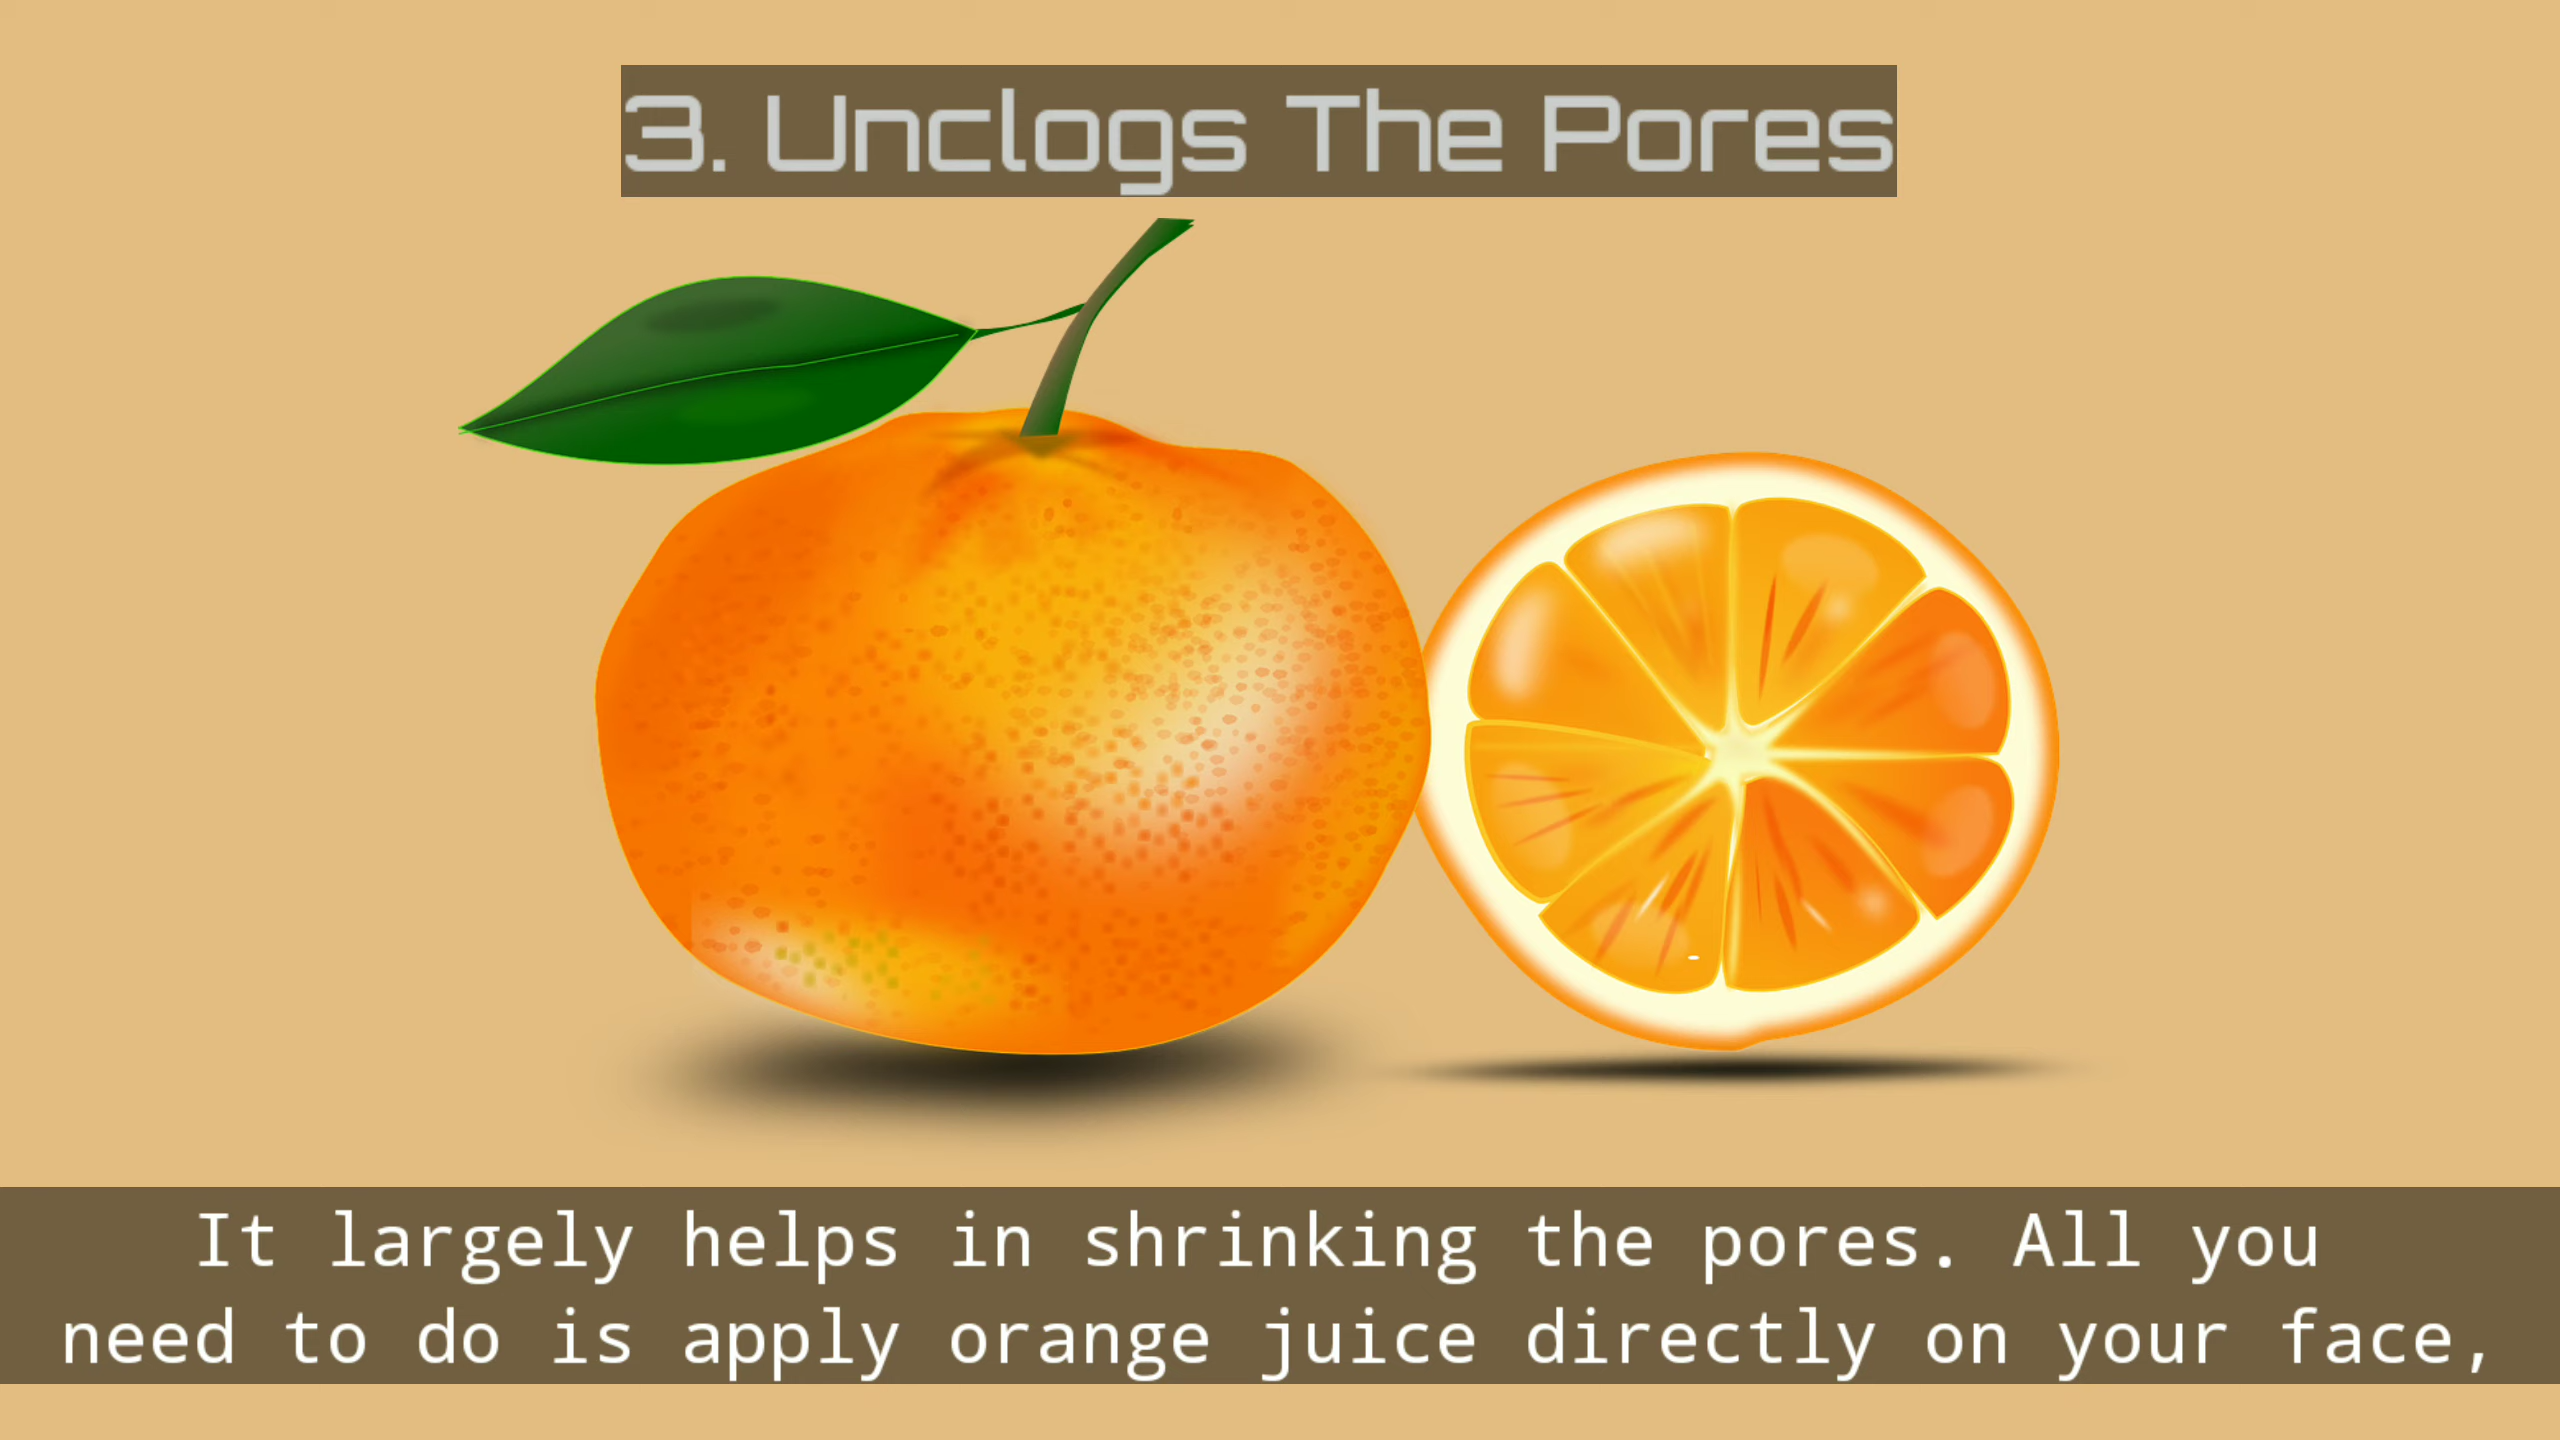 3. Unclogs The Pores
It largely helps in shrinking the pores. All you
need to do is apply orange juice directly on your face,